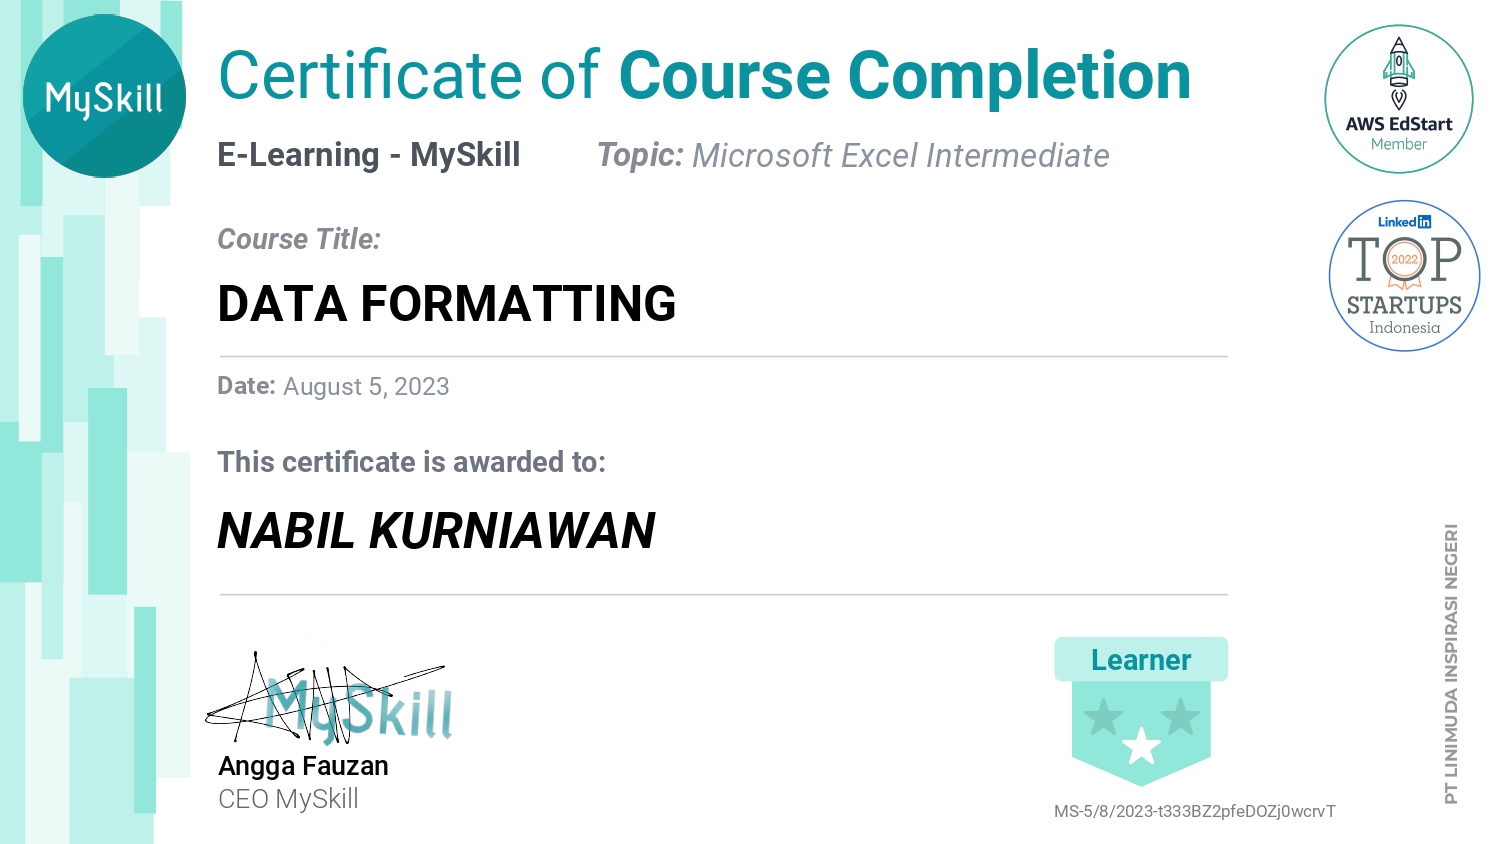 MySkill
Certificate of Course Completion
E-Learning - MySkill Topic: Microsoft Excel Intermediate
AWS EdStart
Member
LinkedIn
TOP
2022
STARTUPS
Indonesia
Course Title:
DATA FORMATTING
Date: August 5, 2023
This certificate is awarded to:
NABIL KURNIAWAN
MySkill
Angga Fauzan
CEO MySkill
Learner
MS-5/8/2023-t333BZ2pfeDOZj0wcrvT
PT LINIMUDA INSPIRASI NEGERI